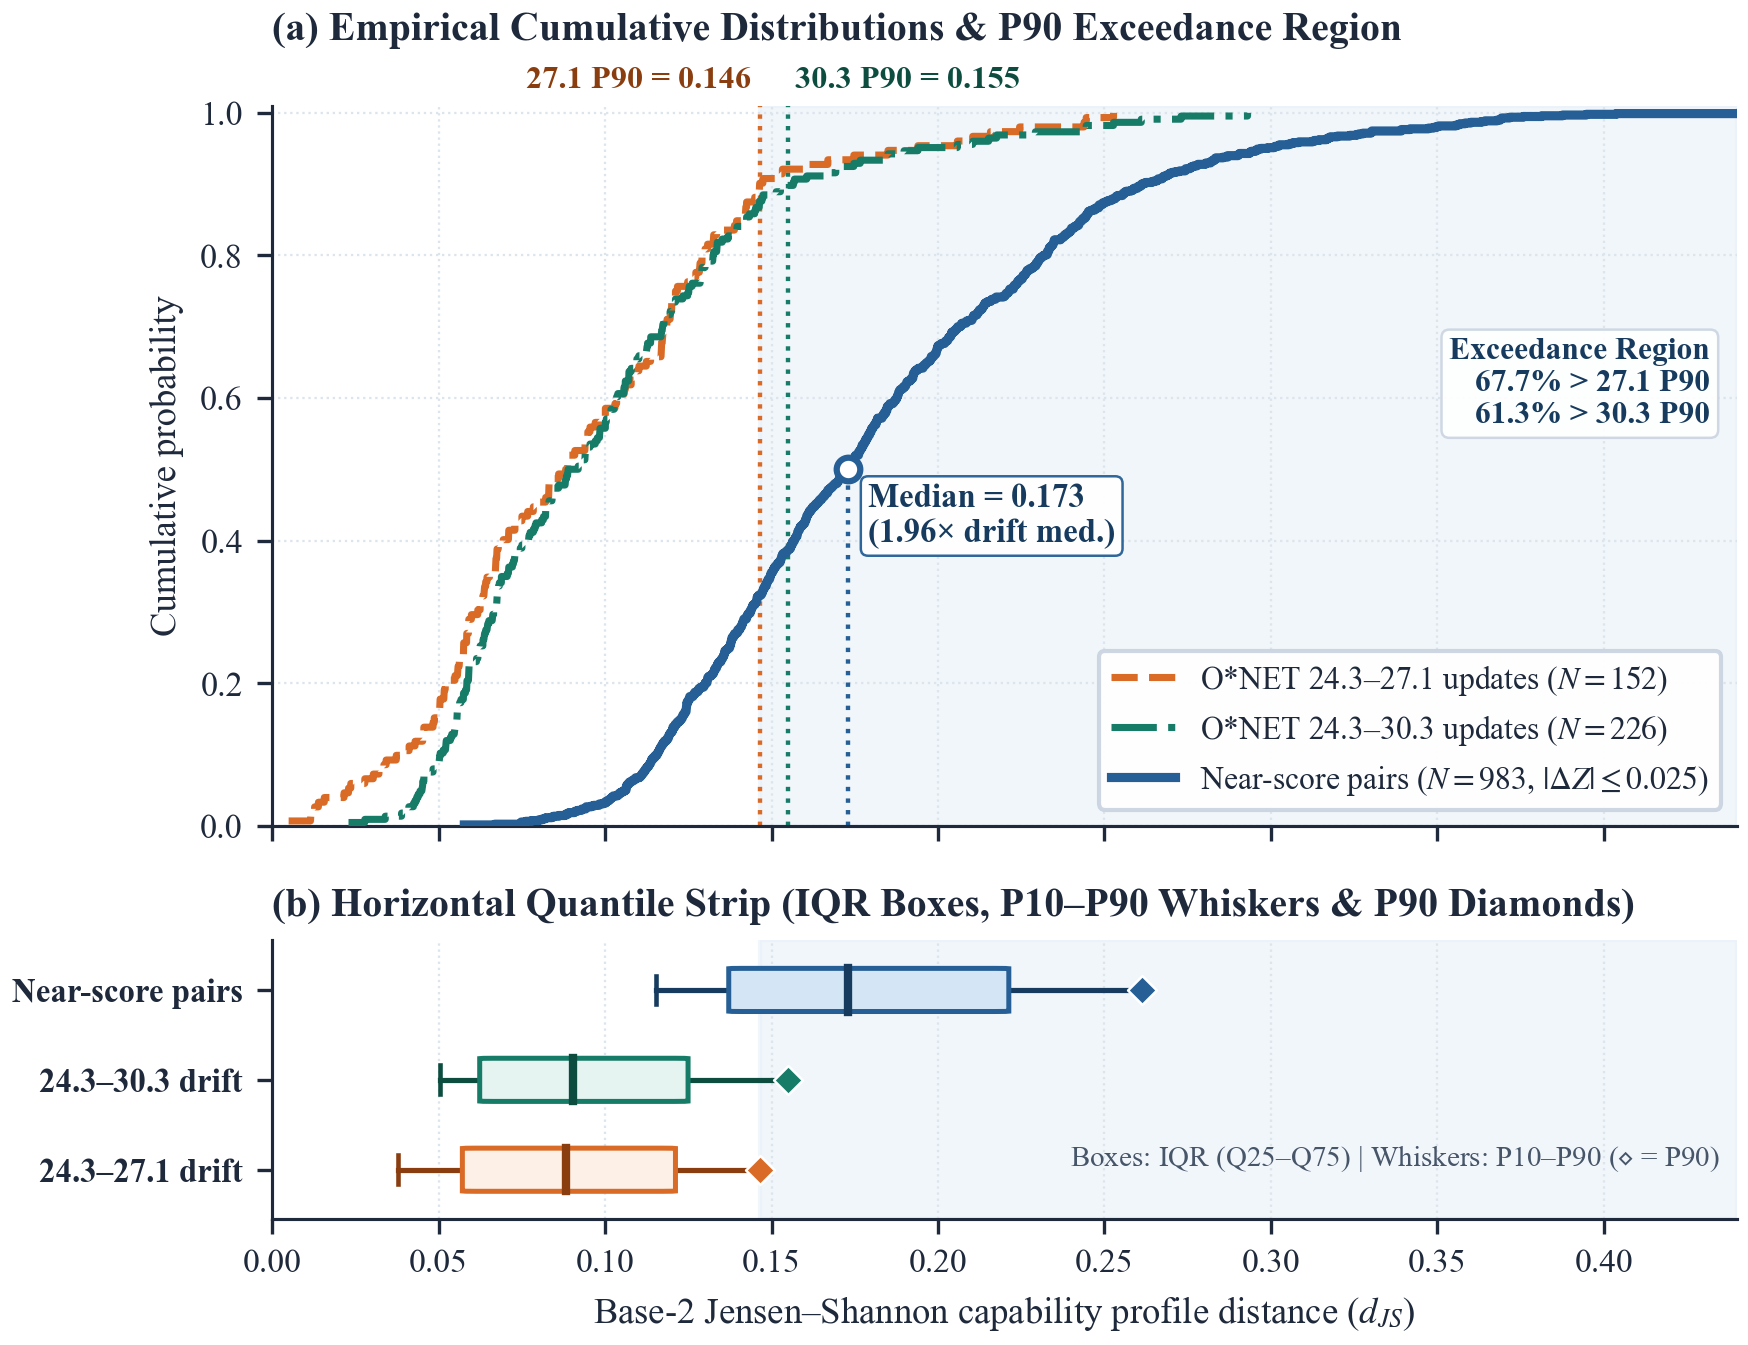 (a) Empirical Cumulative Distributions & P90 Exceedance Region
27.1 P90 = 0.146
30.3 P90 = 0.155
1.0
0.8
0.6
0.4
0.2
0.0
Cumulative probability
Exceedance Region
67.7% > 27.1 P90
61.3% > 30.3 P90
Median = 0.173
(1.96× drift med.)
O*NET 24.3–27.1 updates (N=152)
O*NET 24.3–30.3 updates (N=226)
Near-score pairs (N=983, |ΔZ|≤0.025)
(b) Horizontal Quantile Strip (IQR Boxes, P10–P90 Whiskers & P90 Diamonds)
Near-score pairs
24.3–30.3 drift
24.3–27.1 drift
Boxes: IQR (Q25–Q75) | Whiskers: P10–P90 (⋄ = P90)
0.00 0.05 0.10 0.15 0.20 0.25 0.30 0.35 0.40
Base-2 Jensen–Shannon capability profile distance (d_JS)